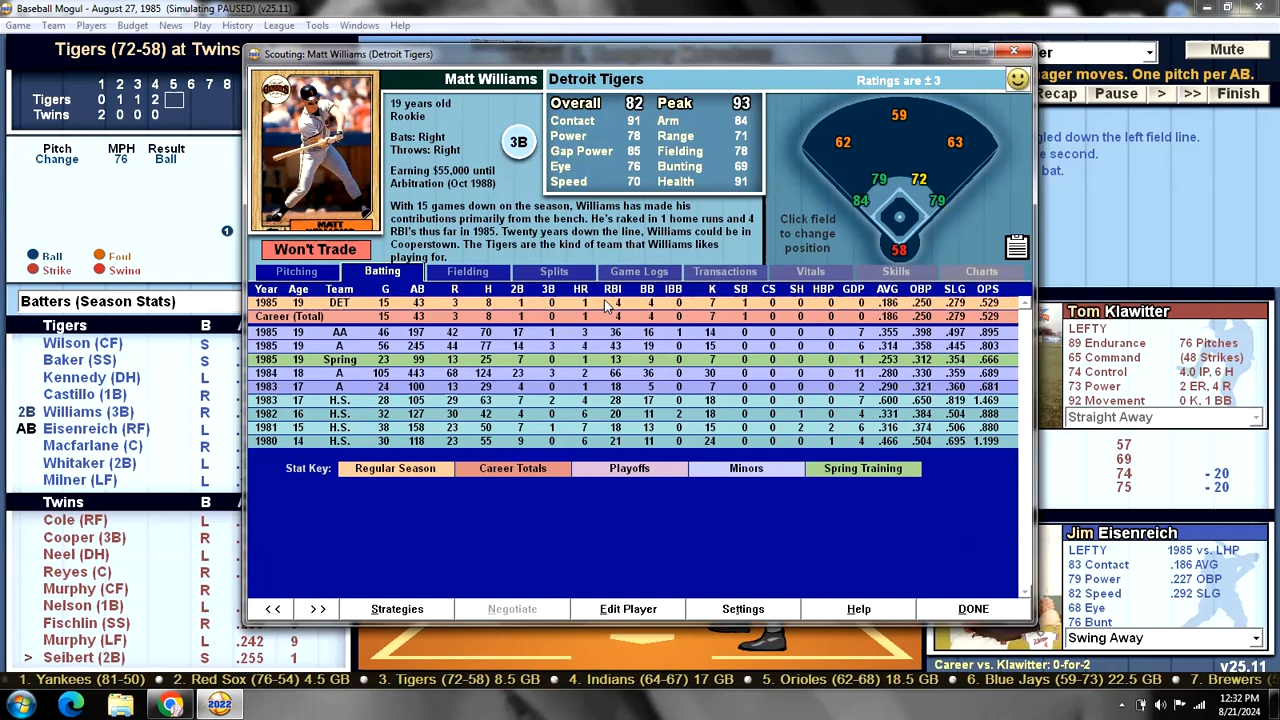 Baseball Mogul - August 27, 1985 (Simulating PAUSED) (v25.11)
Game Team Players Budget News Play History League Tools Windows Help
Tigers (72-58) at Twins
1 2 3 4 5 6 7 8
Tigers 0 1 1 2
Twins 2 0 0 0
Pitch MPH Result
Change 76 Ball
1
Ball Foul
Strike Swing
Batters (Season Stats)
Tigers B
Wilson (CF) S
Baker (SS) S
Kennedy (DH) L
Castillo (1B) L
2B Williams (3B) R
AB Eisenreich (RF) L
Macfarlane (C) R
Whitaker (2B) L
Milner (LF) L
Twins B
Cole (RF) L
Cooper (3B) R
Neel (DH) L
Reyes (C) R
Murphy (CF) R
Nelson (1B) L
Fischlin (SS) R
Murphy (LF) L .242 9
> Seibert (2B) S .255 1
Scouting: Matt Williams (Detroit Tigers)
Matt Williams Detroit Tigers Ratings are ± 3
19 years old
Rookie
Bats: Right
Throws: Right
Earning $55,000 until
Arbitration (Oct 1988)
3B
Overall 82 Peak 93
Contact 91 Arm 84
Power 78 Range 71
Gap Power 85 Fielding 78
Eye 76 Bunting 69
Speed 70 Health 91
With 15 games down on the season, Williams has made his
contributions primarily from the bench. He's raked in 1 home runs and 4
RBI's thus far in 1985. Twenty years down the line, Williams could be in
Cooperstown. The Tigers are the kind of team that Williams likes
playing for.
MATT
Won't Trade
59
62 63
79 72
84 79
58
Click field
to change
position
Pitching Batting Fielding Splits Game Logs Transactions Vitals Skills Charts
Year Age Team G AB R H 2B 3B HR RBI BB IBB K SB CS SH HBP GDP AVG OBP SLG OPS
1985 19 DET 15 43 3 8 1 0 1 4 4 0 7 1 0 0 0 0 .186 .250 .279 .529
Career (Total) 15 43 3 8 1 0 1 4 4 0 7 1 0 0 0 0 .186 .250 .279 .529
1985 19 AA 46 197 42 70 17 1 3 36 16 1 14 0 0 0 0 7 .355 .398 .497 .895
1985 19 A 56 245 44 77 14 3 4 43 19 0 15 0 0 0 0 6 .314 .358 .445 .803
1985 19 Spring 23 99 13 25 7 0 1 13 9 0 7 0 0 0 0 1 .253 .312 .354 .666
1984 18 A 105 443 68 124 23 3 2 66 36 0 30 0 0 0 0 11 .280 .330 .359 .689
1983 17 A 24 100 13 29 4 0 1 18 5 0 7 0 0 0 0 2 .290 .321 .360 .681
1983 17 H.S. 28 105 29 63 7 2 4 28 17 0 18 0 0 0 0 7 .600 .650 .819 1.469
1982 16 H.S. 32 127 30 42 4 0 6 20 11 2 18 0 0 1 0 4 .331 .384 .504 .888
1981 15 H.S. 38 158 23 50 7 1 7 18 13 0 15 0 0 2 2 6 .316 .374 .506 .880
1980 14 H.S. 30 118 23 55 9 0 6 21 11 0 24 0 0 0 1 4 .466 .504 .695 1.199
Stat Key: Regular Season Career Totals Playoffs Minors Spring Training
<< >> Strategies Negotiate Edit Player Settings Help DONE
Mute
nager moves. One pitch per AB.
Recap Pause > >> Finish
gled down the left field line.
second.
bat.
Tom Klawitter
LEFTY
89 Endurance 76 Pitches
65 Command (48 Strikes)
74 Control 4.0 IP, 6 H
73 Power 2 ER, 4 R
92 Movement 0 K, 1 BB
Straight Away
57
69
74 - 20
75 - 20
Jim Eisenreich
LEFTY 1985 vs. LHP
83 Contact .186 AVG
79 Power .227 OBP
82 Speed .292 SLG
68 Eye
76 Bunt
Swing Away
Career vs. Klawitter: 0-for-2 v25.11
1. Yankees (81-50) • 2. Red Sox (76-54) 4.5 GB • 3. Tigers (72-58) 8.5 GB • 4. Indians (64-67) 17 GB • 5. Orioles (62-68) 18.5 GB • 6. Blue Jays (59-73) 22.5 GB • 7. Brewers (
2022
12:32 PM
8/21/2024